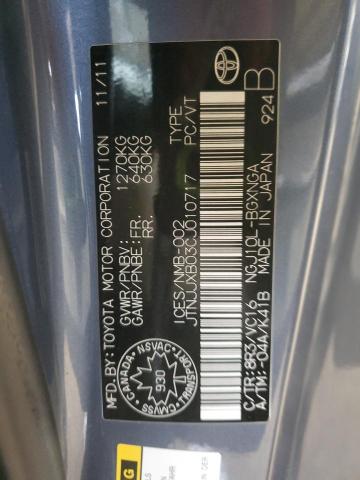 MFD.BY:TOYOTA MOTOR CORPORATION 11/11
GVWR/PNBV: 1270KG
GAWR/PNBE:FR. 640KG
RR. 630KG
ICES/NMB-002 TYPE:
JTNJJXB03CJ010717 PC/VT
C/TR:8R3 /VC16 NGJ10L-BGXNGA
A/TM:-04A/K41B MADE IN JAPAN
924 B
CANADA
NSVAC
930
CMVSS
TRANSPORT
G